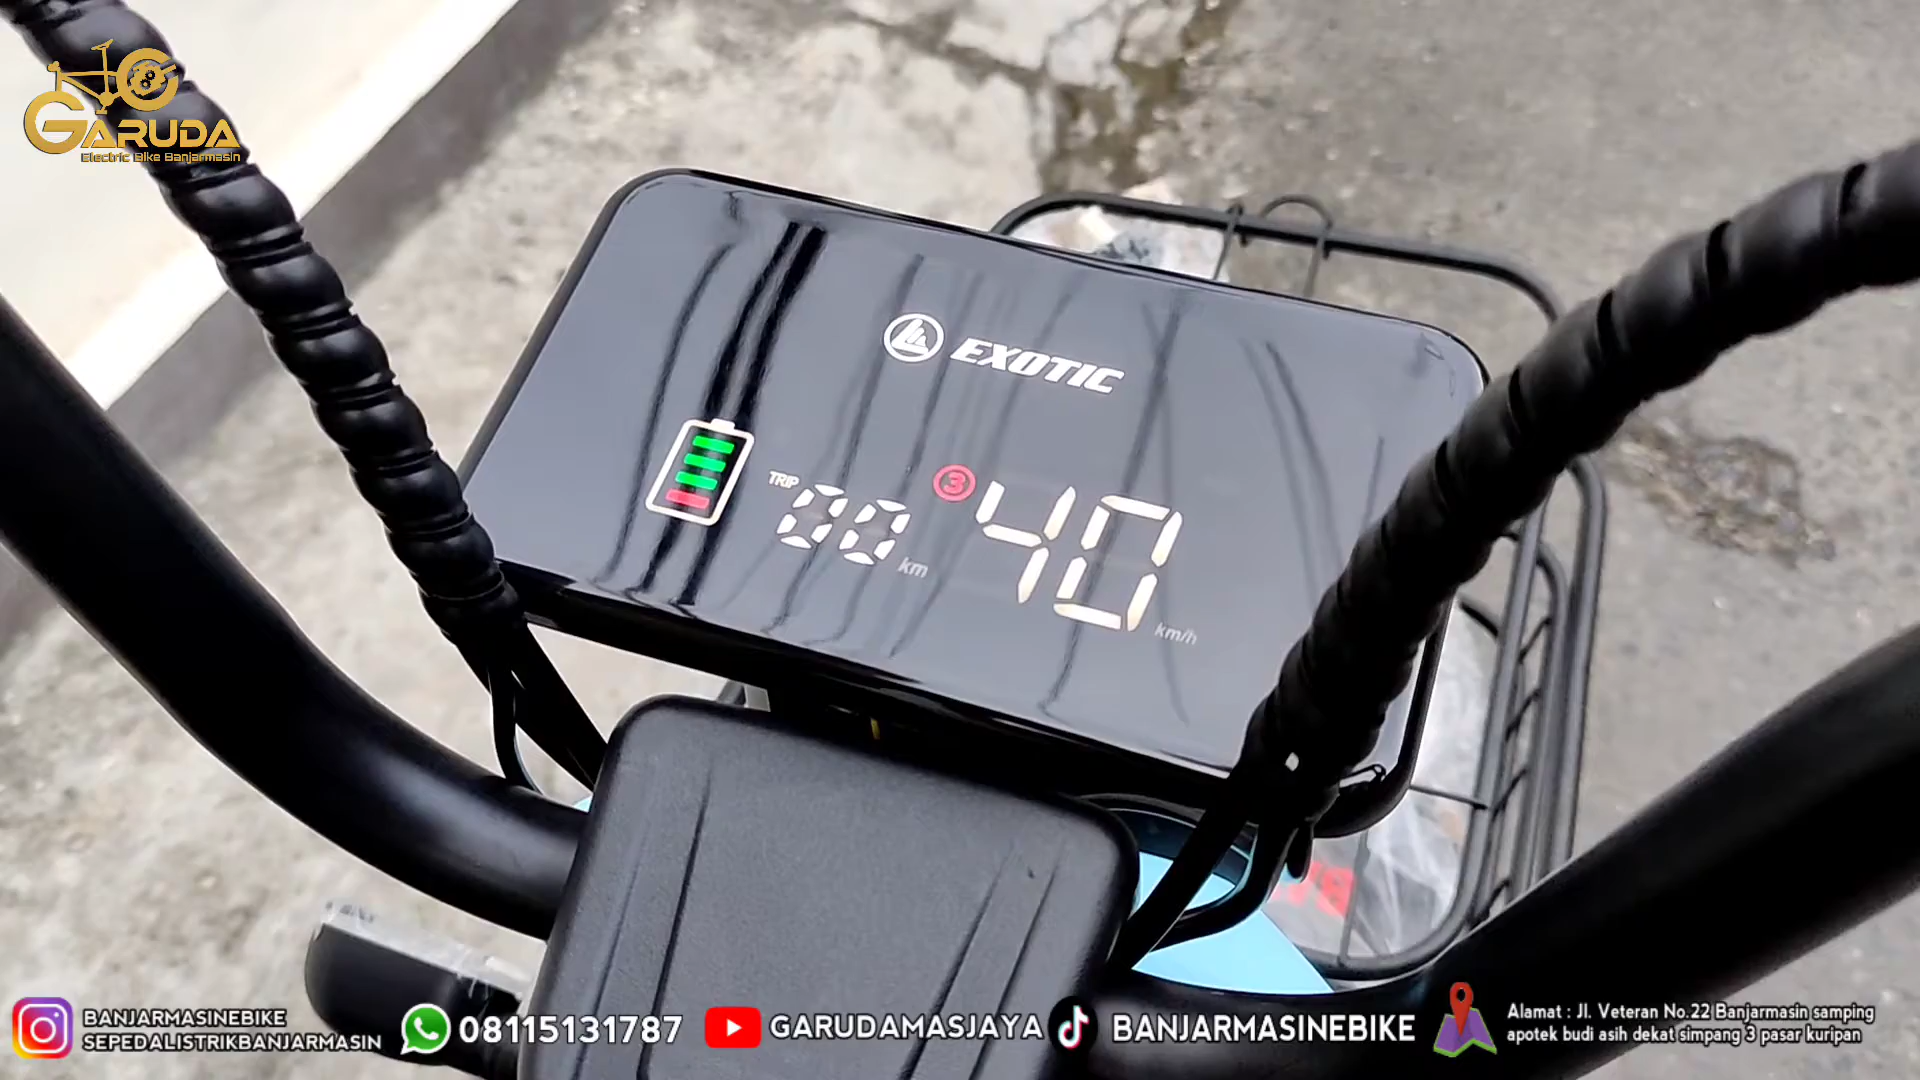 GARUDA
Electric Bike Banjarmasin
EXOTIC
TRIP
00
km
3
40
km/h
BANJARMASINEBIKE
SEPEDALISTRIKBANJARMASIN
08115131787
GARUDAMASJAYA
BANJARMASINEBIKE
Alamat : Jl. Veteran No.22 Banjarmasin samping
apotek budi asih dekat simpang 3 pasar kuripan